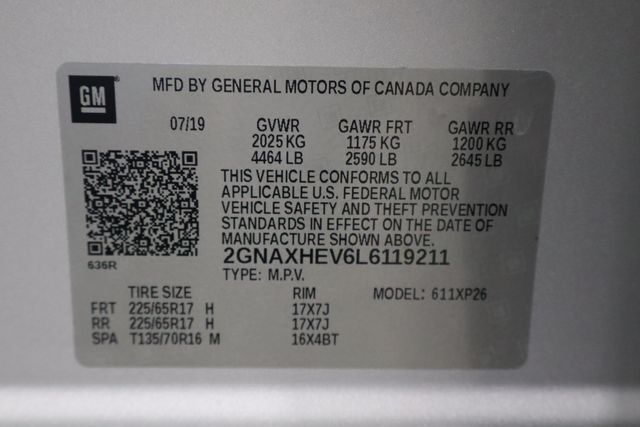 GM
MFD BY GENERAL MOTORS OF CANADA COMPANY
07/19 GVWR GAWR FRT GAWR RR
2025 KG 1175 KG 1200 KG
4464 LB 2590 LB 2645 LB
THIS VEHICLE CONFORMS TO ALL
APPLICABLE U.S. FEDERAL MOTOR
VEHICLE SAFETY AND THEFT PREVENTION
STANDARDS IN EFFECT ON THE DATE OF
MANUFACTURE SHOWN ABOVE.
636R
2GNAXHEV6L6119211
TYPE: M.P.V.
TIRE SIZE RIM MODEL: 611XP26
FRT 225/65R17 H 17X7J
RR 225/65R17 H 17X7J
SPA T135/70R16 M 16X4BT